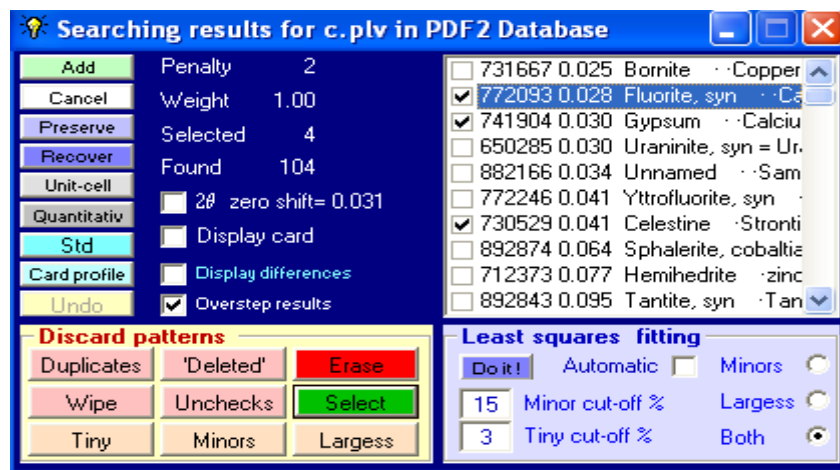 Searching results for c.plv in PDF2 Database
Add
Cancel
Preserve
Recover
Unit-cell
Quantitativ
Std
Card profile
Undo
Penalty 2
Weight 1.00
Selected 4
Found 104
2θ zero shift= 0.031
Display card
Display differences
Overstep results
731667 0.025 Bornite · ·Copper
772093 0.028 Fluorite, syn · ·Ca
741904 0.030 Gypsum · ·Calciu
650285 0.030 Uraninite, syn = Ur
882166 0.034 Unnamed · ·Sam
772246 0.041 Yttrofluorite, syn ·
730529 0.041 Celestine ·Stronti
892874 0.064 Sphalerite, cobaltia
712373 0.077 Hemihedrite ·zinc
892843 0.095 Tantite, syn ·Tan
Discard patterns
Duplicates 'Deleted' Erase
Wipe Unchecks Select
Tiny Minors Largess
Least squares fitting
Do it! Automatic Minors
15 Minor cut-off % Largess
3 Tiny cut-off % Both